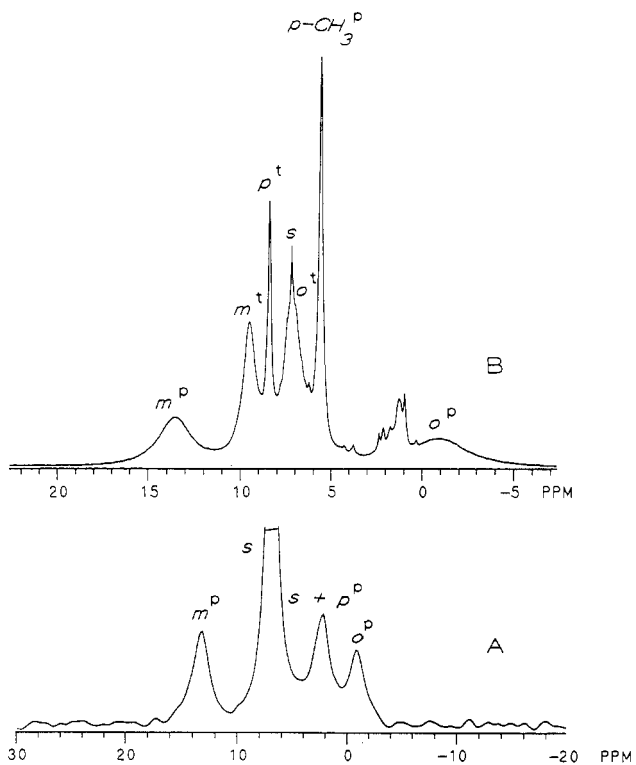 p-CH₃ᵖ
pᵗ
s
oᵗ
mᵗ
B
mᵖ
oᵖ
20 15 10 5 0 -5 PPM
s
s + pᵖ
mᵖ
oᵖ
A
30 20 10 0 -10 -20 PPM